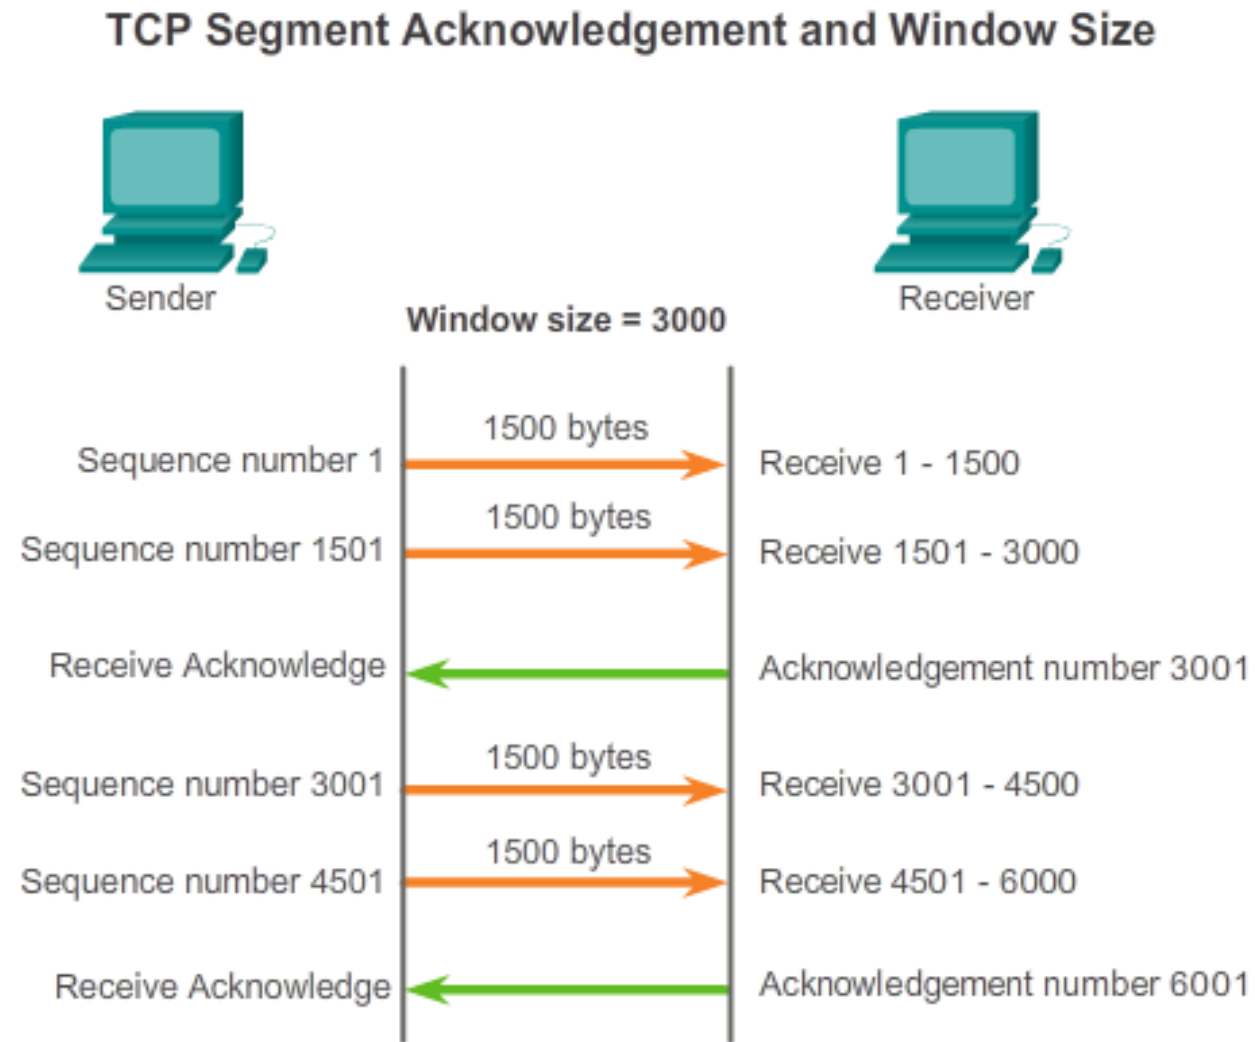 TCP Segment Acknowledgement and Window Size
Sender
Receiver
Window size = 3000
1500 bytes
Sequence number 1
Receive 1 - 1500
1500 bytes
Sequence number 1501
Receive 1501 - 3000
Receive Acknowledge
Acknowledgement number 3001
1500 bytes
Sequence number 3001
Receive 3001 - 4500
1500 bytes
Sequence number 4501
Receive 4501 - 6000
Receive Acknowledge
Acknowledgement number 6001